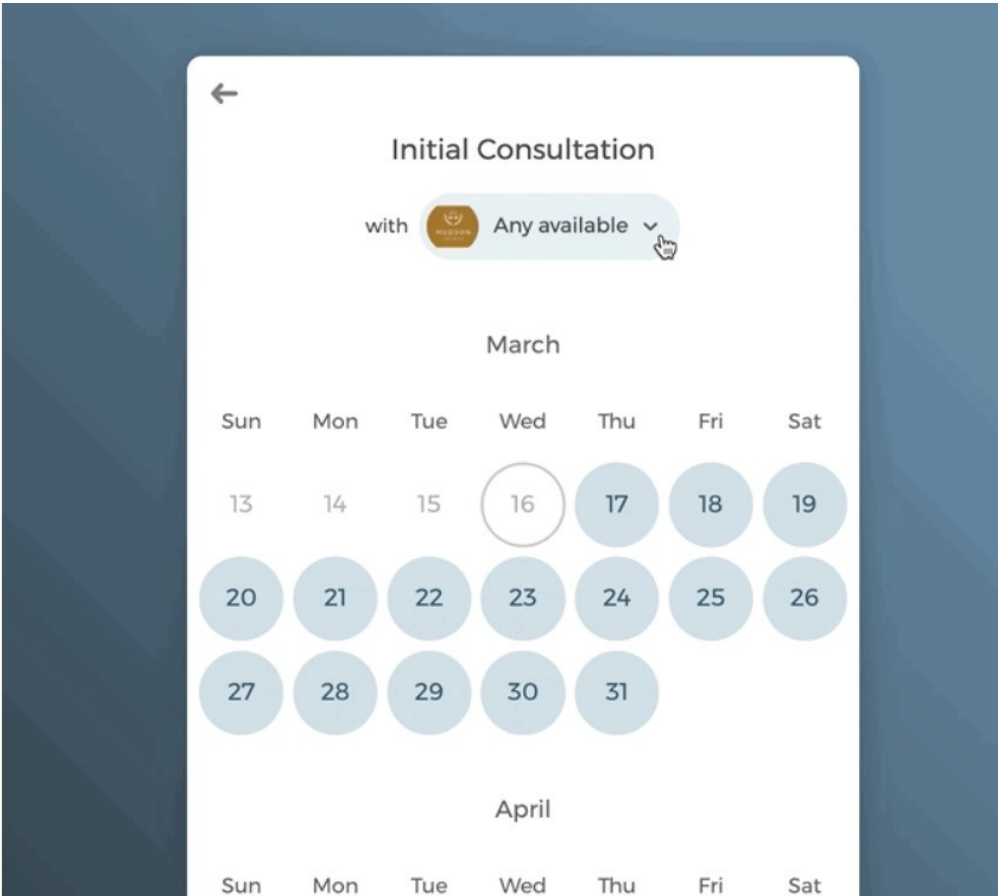 Initial Consultation
with HUDSON Any available
March
Sun Mon Tue Wed Thu Fri Sat
13 14 15 16 17 18 19
20 21 22 23 24 25 26
27 28 29 30 31
April
Sun Mon Tue Wed Thu Fri Sat